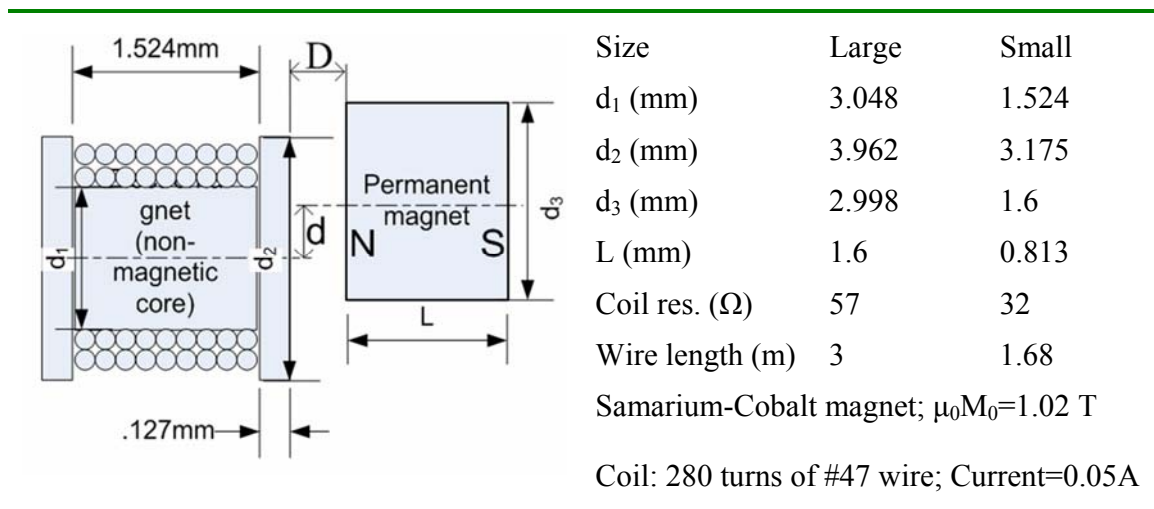 1.524mm
D
gnet
(non-
magnetic
core)
d1
d2
d
Permanent
magnet
N S
d3
L
.127mm
Size Large Small
d₁ (mm) 3.048 1.524
d₂ (mm) 3.962 3.175
d₃ (mm) 2.998 1.6
L (mm) 1.6 0.813
Coil res. (Ω) 57 32
Wire length (m) 3 1.68
Samarium-Cobalt magnet; μ₀M₀=1.02 T
Coil: 280 turns of #47 wire; Current=0.05A